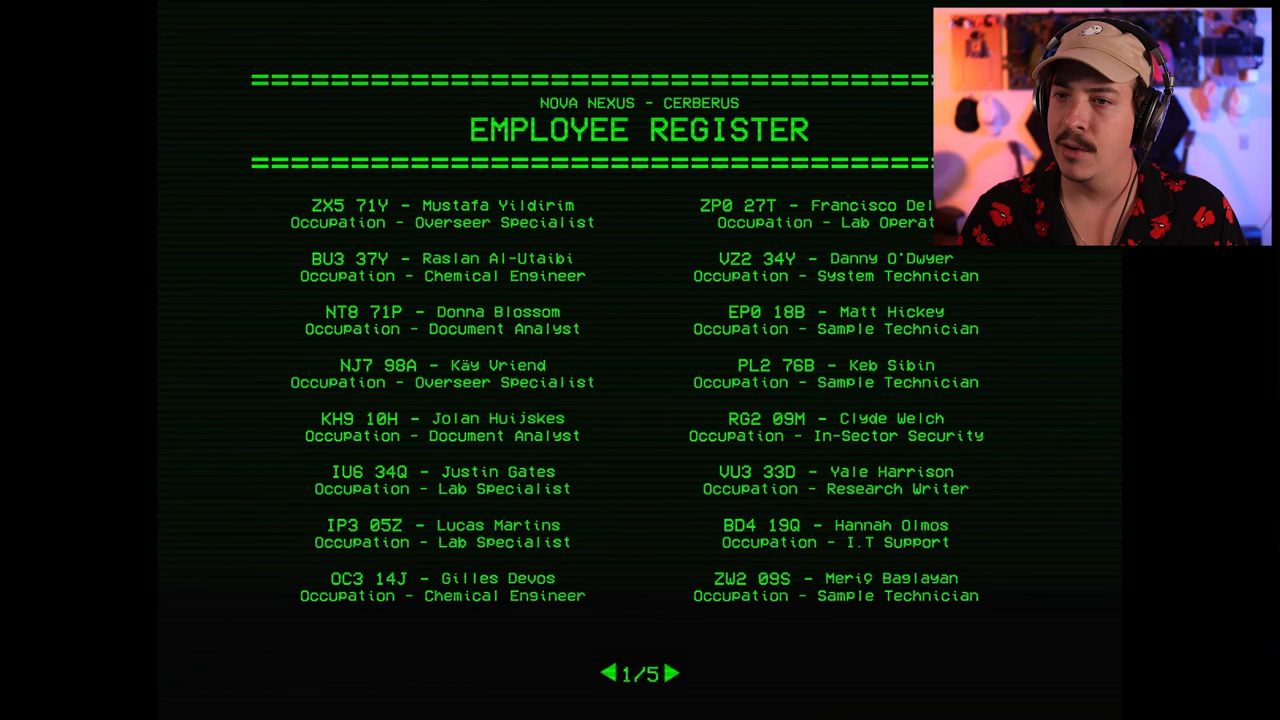 NOVA NEXUS - CERBERUS
EMPLOYEE REGISTER
ZX5 71Y - Mustafa Yildirim
Occupation - Overseer Specialist
BU3 37Y - Raslan Al-Utaibi
Occupation - Chemical Engineer
NT8 71P - Donna Blossom
Occupation - Document Analyst
NJ7 98A - Käy Vriend
Occupation - Overseer Specialist
KH9 10H - Jolan Huijskes
Occupation - Document Analyst
IU6 34Q - Justin Gates
Occupation - Lab Specialist
IP3 05Z - Lucas Martins
Occupation - Lab Specialist
OC3 14J - Gilles Devos
Occupation - Chemical Engineer
ZP0 27T - Francisco
Occupation - Lab
VZ2 34Y - Danny O'Dwyer
Occupation - System Technician
EP0 18B - Matt Hickey
Occupation - Sample Technician
PL2 76B - Keb Sibin
Occupation - Sample Technician
RG2 09M - Clyde Welch
Occupation - In-Sector Security
VU3 33D - Yale Harrison
Occupation - Research Writer
BD4 19Q - Hannah Olmos
Occupation - I.T Support
ZW2 09S - Meriç Baglayan
Occupation - Sample Technician
1/5